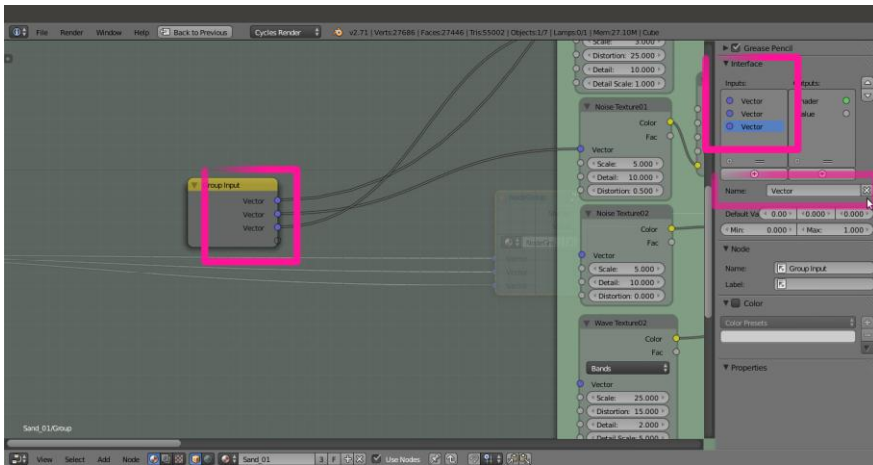 File Render Window Help Back to Previous Cycles Render v2.71 | Verts:27686 | Faces:27446 | Tris:55002 | Objects:1/7 | Lamps:0/1 | Mem:27.10M | Cube
Scale: 3.000
Distortion: 25.000
Detail: 10.000
Detail Scale: 1.000
Noise Texture01
Color
Fac
Vector
Scale: 5.000
Detail: 10.000
Distortion: 0.500
Group Input
Vector
Vector
Vector
Noise Texture02
Color
Fac
Vector
Scale: 5.000
Detail: 10.000
Distortion: 0.000
Wave Texture02
Color
Fac
Bands
Vector
Scale: 25.000
Distortion: 15.000
Detail: 2.000
Detail Scale: 5.000
Grease Pencil
Interface
Inputs:
Vector
Vector
Vector
Name: Vector
Default Va 0.00 0.000 0.000
Min: 0.000 Max: 1.000
Node
Name: Group Input
Label:
Color
Color Presets
Properties
Sand_01/Group
View Select Add Node Sand_01 3 F Use Nodes